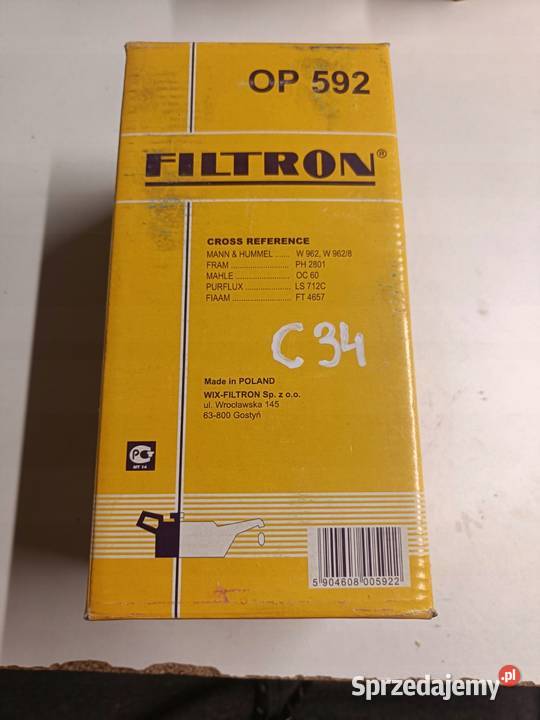 OP 592
FILTRON®
CROSS REFERENCE
MANN & HUMMEL ....... W 962, W 962/8
FRAM ............................ PH 2801
MAHLE .......................... OC 60
PURFLUX ...................... LS 712C
FIAAM ............................ FT 4657
C 34
Made in POLAND
WIX-FILTRON Sp. z o.o.
ul. Wrocławska 145
63-800 Gostyń
MT 14
5 904608 005922
Sprzedajemy.pl